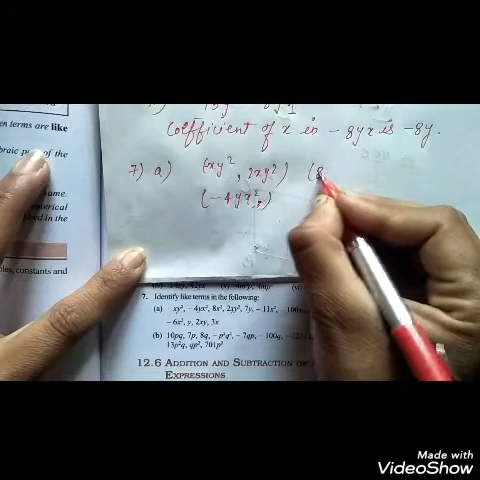 en terms are like
braic p of the
same.
umerical
ed in the
les, constants and
Coefficient of x is - 8yx is -8y.
7) a) (xy², 2xy²) (8
(-4yx²,)
7. Identify like terms in the following:
(a) xy², – 4yx², 8x², 2xy², 7y, – 11x², – 100x,
– 6x², y, 2xy, 3x
(b) 10pq, 7p, 8q, – p²q², – 7qp, – 100q,
13p²q, qp², 701p²
12.6 ADDITION AND SUBTRACTION OF
EXPRESSIONS
Made with
VideoShow